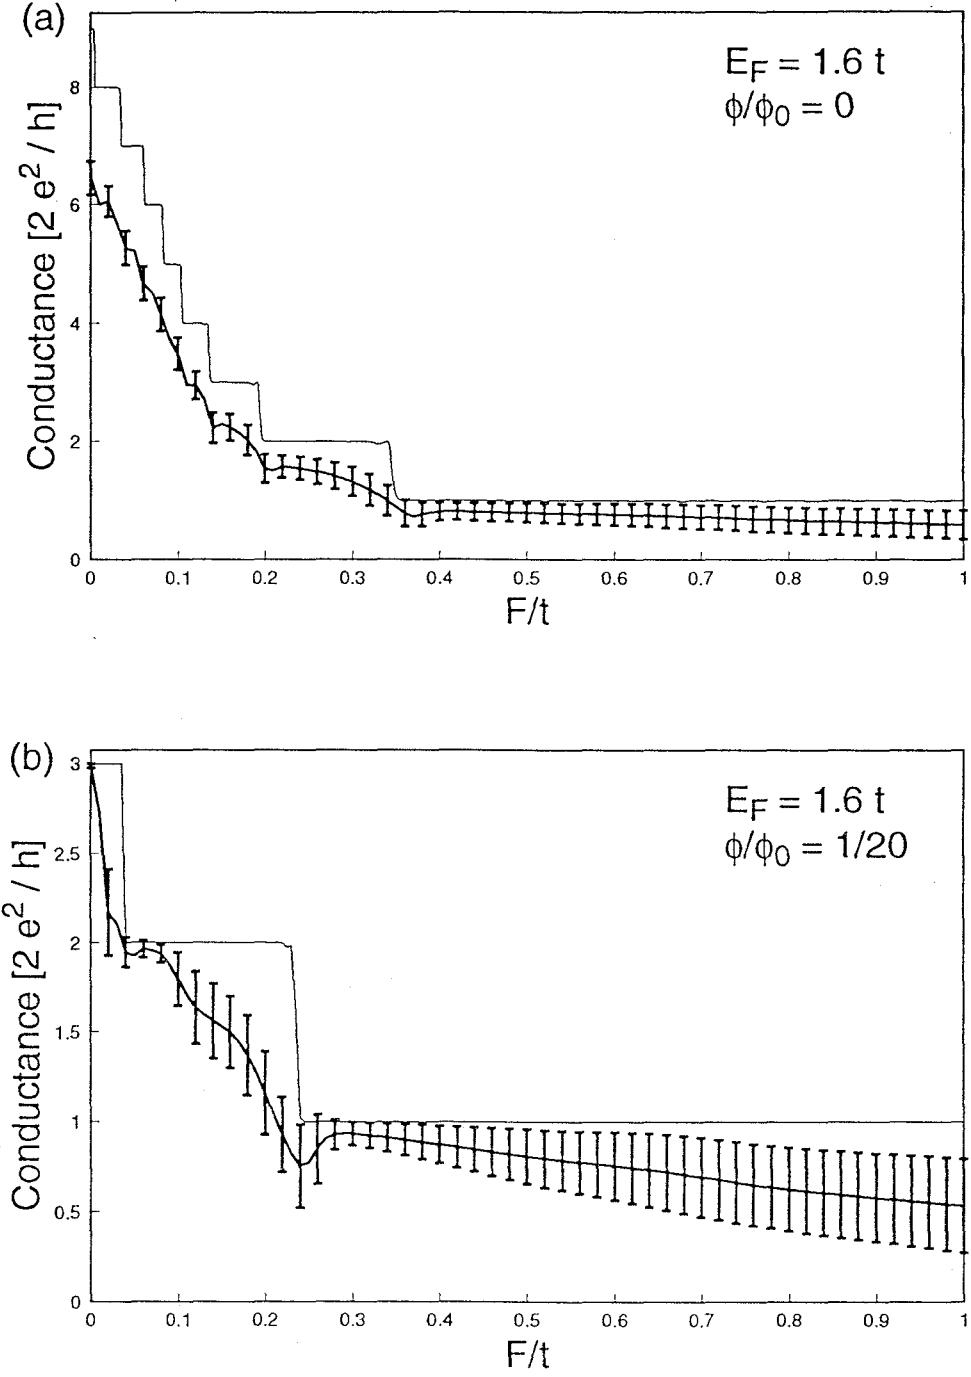 (a)
E_F = 1.6 t
ϕ/ϕ_0 = 0
Conductance [2 e^2 / h]
8
6
4
2
0
0 0.1 0.2 0.3 0.4 0.5 0.6 0.7 0.8 0.9 1
F/t
(b)
E_F = 1.6 t
ϕ/ϕ_0 = 1/20
Conductance [2 e^2 / h]
3
2.5
2
1.5
1
0.5
0
0 0.1 0.2 0.3 0.4 0.5 0.6 0.7 0.8 0.9 1
F/t